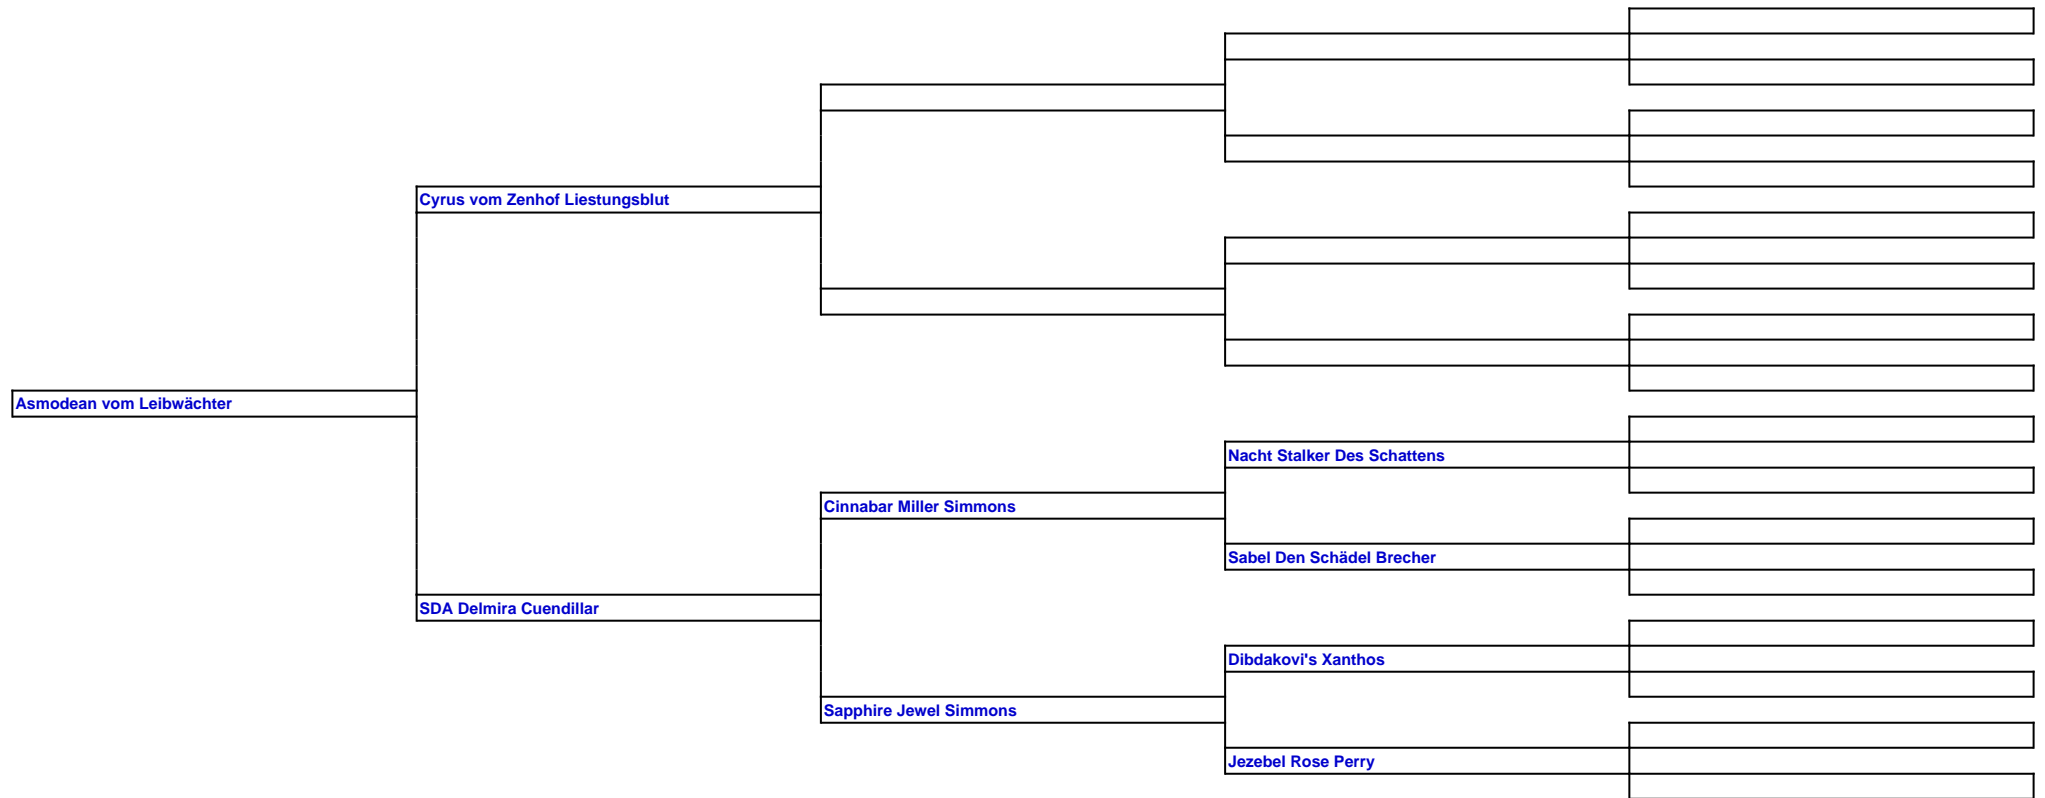 Cyrus vom Zenhof Liestungsblut
Asmodean vom Leibwächter
Nacht Stalker Des Schattens
Cinnabar Miller Simmons
Sabel Den Schädel Brecher
SDA Delmira Cuendillar
Dibdakovi's Xanthos
Sapphire Jewel Simmons
Jezebel Rose Perry